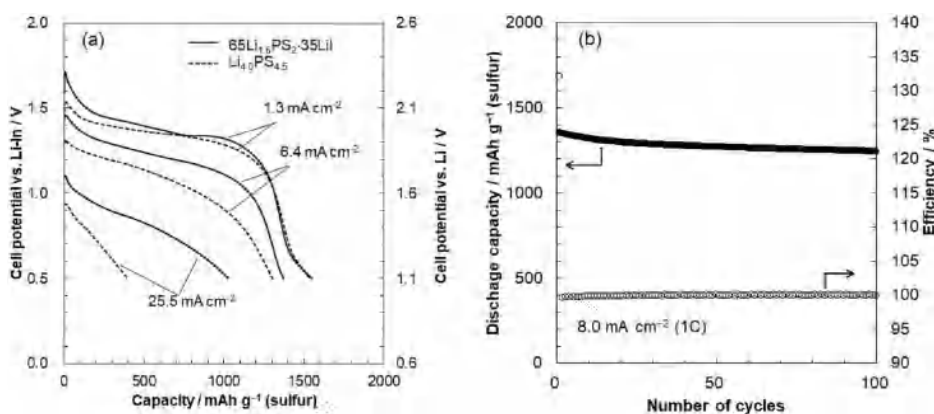 2.0
1.5
1.0
0.5
0.0
Cell potential vs. Li-In / V
(a)
65Li₁.₅PS₂-35LiI
Li₄.₀PS₄.₅
1.3 mA cm⁻²
6.4 mA cm⁻²
25.5 mA cm⁻²
2.6
2.1
1.6
1.1
0.6
Cell potential vs. Li / V
0 500 1000 1500 2000
Capacity / mAh g⁻¹ (sulfur)
2000
1500
1000
500
0
Dischage capacity / mAh g⁻¹ (sulfur)
(b)
8.0 mA cm⁻² (1C)
140
135
130
125
120
115
110
105
100
95
90
Efficiency / %
0 50 100
Number of cycles